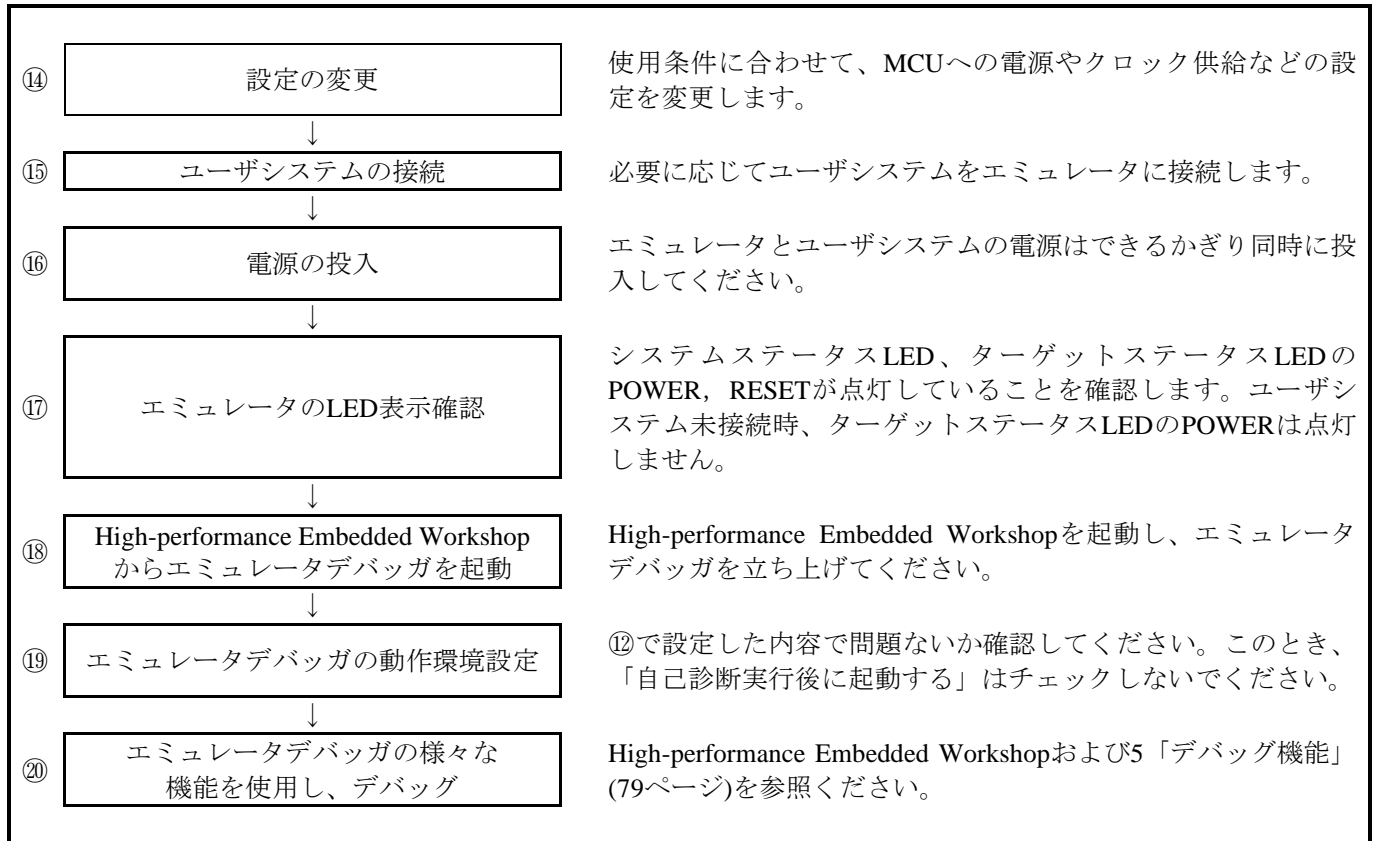 ⑭ 設定の変更
使用条件に合わせて、MCUへの電源やクロック供給などの設
定を変更します。
↓
⑮ ユーザシステムの接続
必要に応じてユーザシステムをエミュレータに接続します。
↓
⑯ 電源の投入
エミュレータとユーザシステムの電源はできるかぎり同時に投
入してください。
↓
⑰ エミュレータのLED表示確認
システムステータスLED、ターゲットステータスLEDの
POWER，RESETが点灯していることを確認します。ユーザシ
ステム未接続時、ターゲットステータスLEDのPOWERは点灯
しません。
↓
⑱ High-performance Embedded Workshop
からエミュレータデバッガを起動
High-performance Embedded Workshopを起動し、エミュレータ
デバッガを立ち上げてください。
↓
⑲ エミュレータデバッガの動作環境設定
⑫で設定した内容で問題ないか確認してください。このとき、
「自己診断実行後に起動する」はチェックしないでください。
↓
⑳ エミュレータデバッガの様々な
機能を使用し、デバッグ
High-performance Embedded Workshopおよび5「デバッグ機能」
(79ページ)を参照ください。